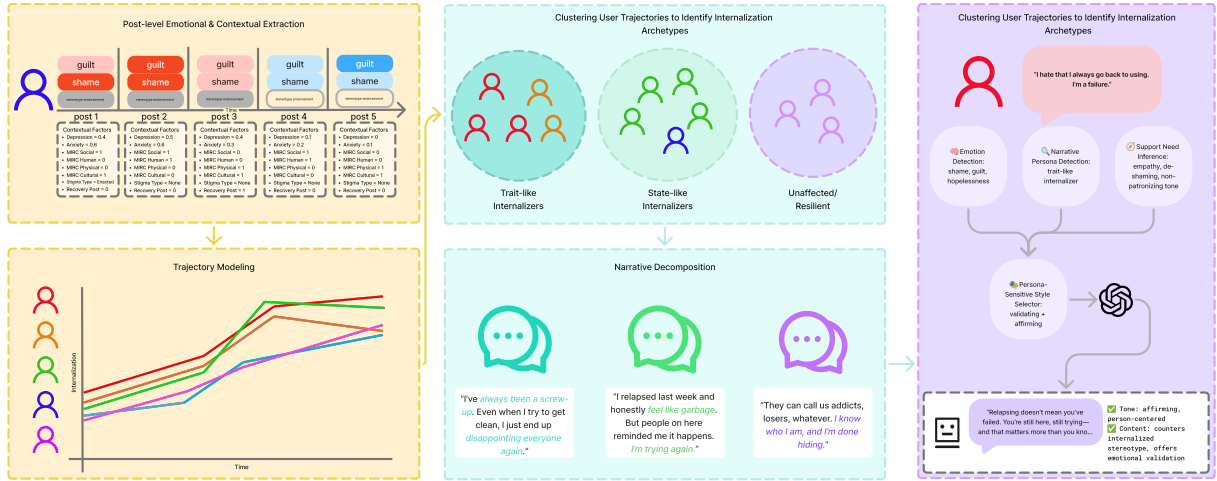 Post-level Emotional & Contextual Extraction
guilt
shame
stereotype endorsement
guilt
shame
stereotype endorsement
guilt
shame
stereotype endorsement
guilt
shame
stereotype endorsement
guilt
shame
stereotype endorsement
Time
post 1
post 2
post 3
post 4
post 5
Contextual Factors
Depression = 0.4
Anxiety = 0.6
MIRC Social = 1
MIRC Human = 0
MIRC Physical = 0
MIRC Cultural = 1
Stigma Type = Enacted
Recovery Post = 0
Contextual Factors
Depression = 0.5
Anxiety = 0.6
MIRC Social = 1
MIRC Human = 1
MIRC Physical = 0
MIRC Cultural = 0
Stigma Type = None
Recovery Post = 0
Contextual Factors
Depression = 0.4
Anxiety = 0.3
MIRC Social = 0
MIRC Human = 0
MIRC Physical = 1
MIRC Cultural = 1
Stigma Type = None
Recovery Post = 1
Contextual Factors
Depression = 0.1
Anxiety = 0.2
MIRC Social = 1
MIRC Human = 1
MIRC Physical = 0
MIRC Cultural = 0
Stigma Type = None
Recovery Post = 0
Contextual Factors
Depression = 0
Anxiety = 0.1
MIRC Social = 0
MIRC Human = 0
MIRC Physical = 1
MIRC Cultural = 1
Stigma Type = None
Recovery Post = 0
Trajectory Modeling
Internalization
Time
Clustering User Trajectories to Identify Internalization
Archetypes
Trait-like
Internalizers
State-like
Internalizers
Unaffected/
Resilient
Narrative Decomposition
“I’ve always been a screw-
up. Even when I try to get
clean, I just end up
disappointing everyone
again.”
“I relapsed last week and
honestly feel like garbage.
But people on here
reminded me it happens.
I’m trying again.”
“They can call us addicts,
losers, whatever. I know
who I am, and I’m done
hiding.”
Clustering User Trajectories to Identify Internalization
Archetypes
“I hate that I always go back to using.
I’m a failure.”
🧠Emotion
Detection:
shame, guilt,
hopelessness
🔍Narrative
Persona Detection:
trait-like
internalizer
🧭Support Need
Inference:
empathy, de-
shaming, non-
patronizing tone
🎭Persona-
Sensitive Style
Selector:
validating +
affirming
“Relapsing doesn’t mean you’ve
failed. You’re still here, still trying—
and that matters more than you kno...
✅ Tone: affirming,
person-centered
✅ Content: counters
internalized
stereotype, offers
emotional validation